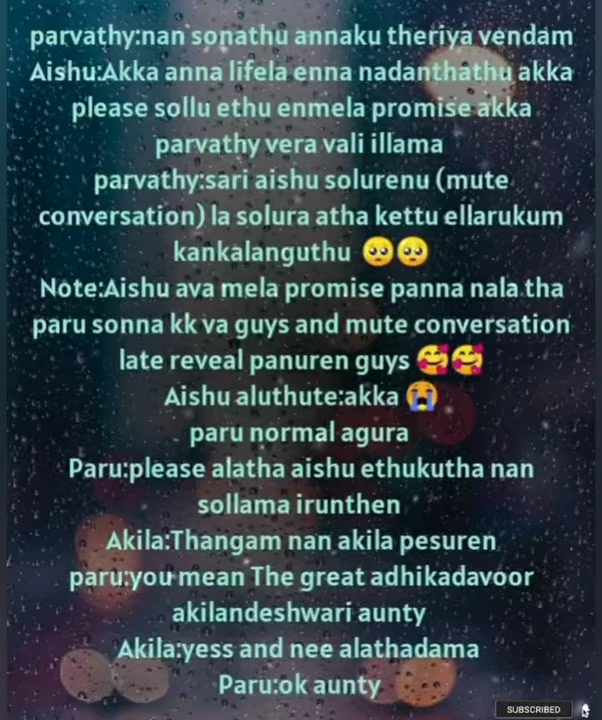 parvathy:nan sonathu annaku theriya vendam
Aishu:Akka anna lifela enna nadanthathu akka
please sollu ethu enmela promise akka
parvathy vera vali illama
parvathy:sari aishu solurenu (mute
conversation) la solura atha kettu ellarukum
kankalanguthu 🥺🥺
Note:Aishu ava mela promise panna nala tha
paru sonna kk va guys and mute conversation
late reveal panuren guys 🥰🥰
Aishu aluthute:akka 😭
paru normal agura
Paru:please alatha aishu ethukutha nan
sollama irunthen
Akila:Thangam nan akila pesuren
paru:you mean The great adhikadavoor
akilandeshwari aunty
Akila:yess and nee alathadama
Paru:ok aunty
SUBSCRIBED